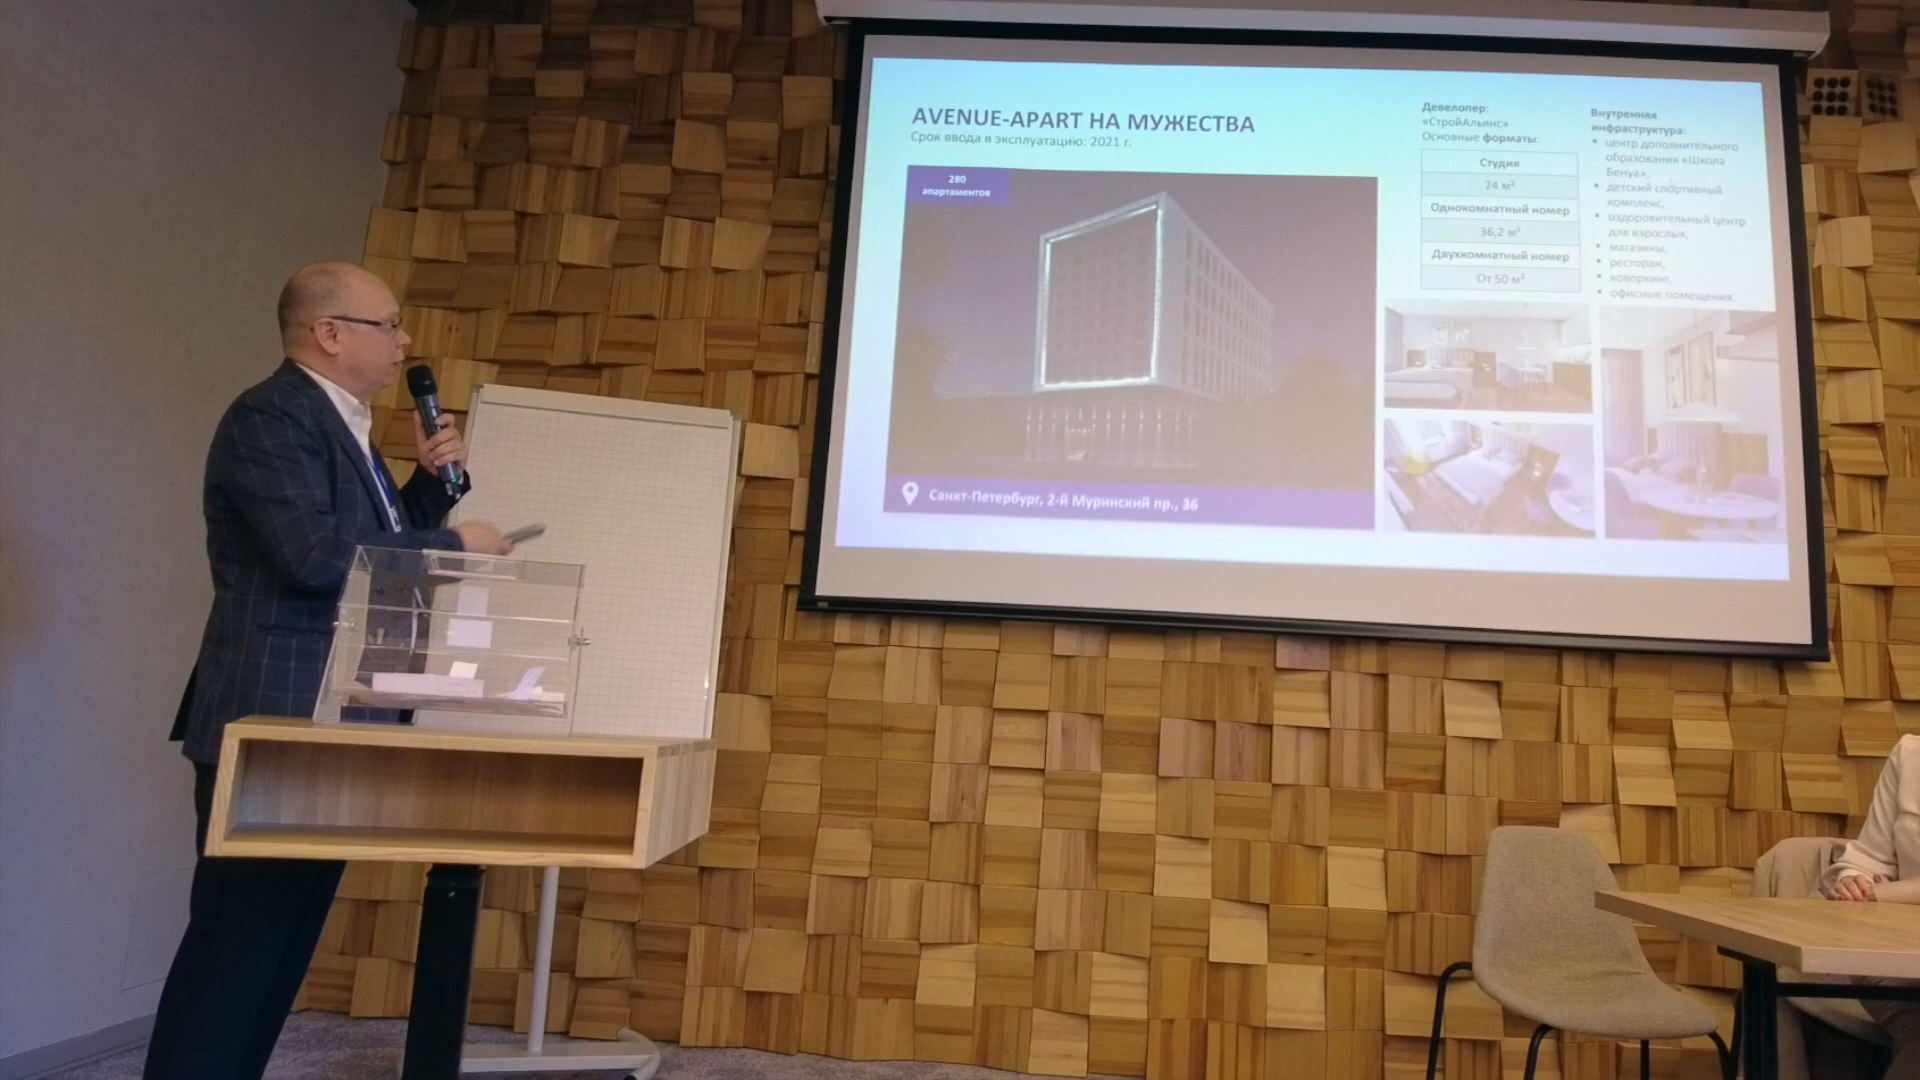 AVENUE-APART НА МУЖЕСТВА
Срок ввода в эксплуатацию: 2021 г.
280
апартаментов
Санкт-Петербург, 2-й Муринский пр., 36
Девелопер:
«СтройАльянс»
Основные форматы:
Студия
24 м²
Однокомнатный номер
36,2 м²
Двухкомнатный номер
От 50 м²
Внутренняя
инфраструктура:
• центр дополнительного
образования «Школа
Бенуа»,
• детский спортивный
комплекс,
• оздоровительный центр
для взрослых,
• магазины,
• ресторан,
• коворкинг,
• офисные помещения.